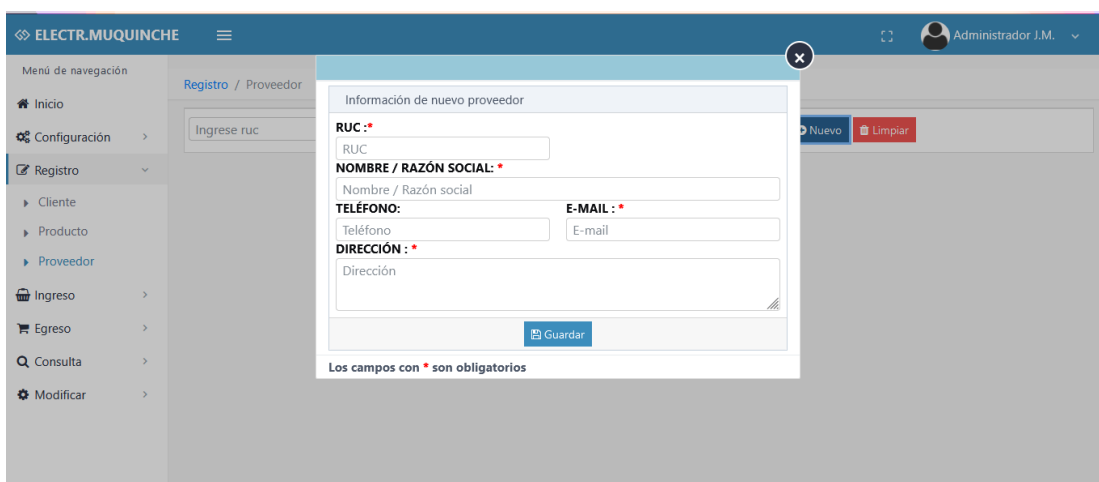 ELECTR.MUQUINCHE
Administrador J.M.
Menú de navegación
Inicio
Configuración
Registro
Cliente
Producto
Proveedor
Ingreso
Egreso
Consulta
Modificar
Registro / Proveedor
Ingrese ruc
Nuevo
Limpiar
x
Información de nuevo proveedor
RUC :*
RUC
NOMBRE / RAZÓN SOCIAL: *
Nombre / Razón social
TELÉFONO: E-MAIL : *
Teléfono E-mail
DIRECCIÓN : *
Dirección
Guardar
Los campos con * son obligatorios